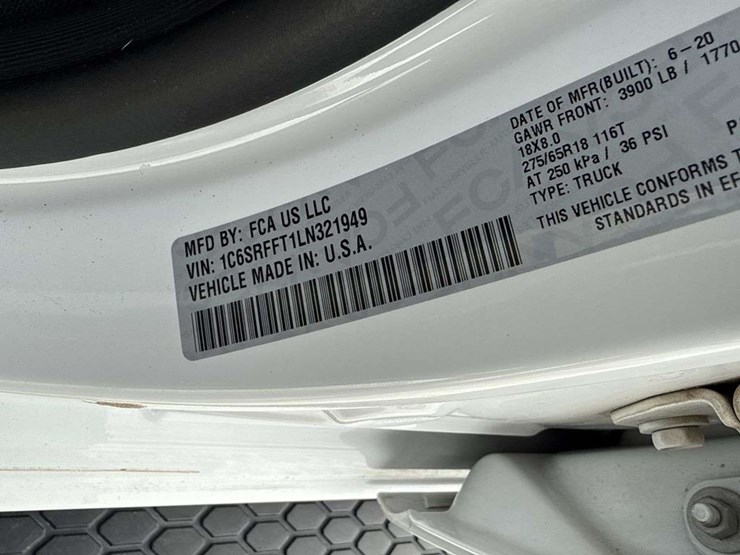 MFD BY: FCA US LLC
VIN: 1C6SRFFT1LN321949
VEHICLE MADE IN: U.S.A.
DATE OF MFR(BUILT): 6-20
GAWR FRONT: 3900 LB / 1770
18X8.0
275/65R18 116T
AT 250 kPa / 36 PSI
TYPE: TRUCK
THIS VEHICLE CONFORMS
STANDARDS IN